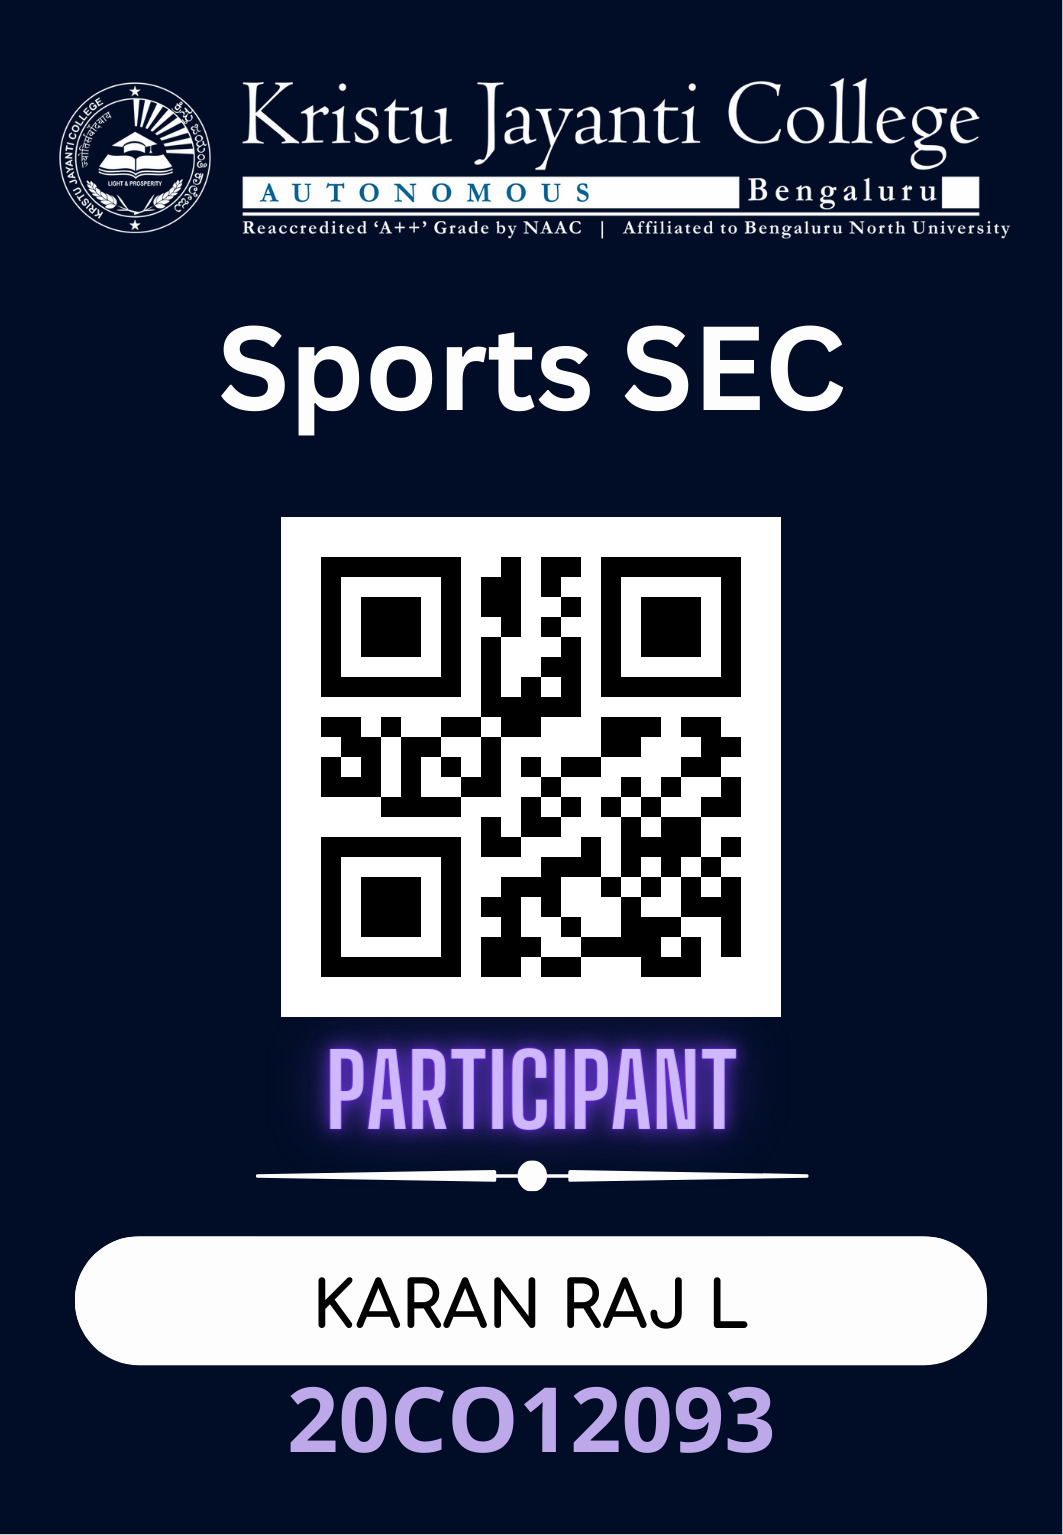 KRISTU JAYANTI COLLEGE
ಕ್ರಿಸ್ತು ಜಯಂತಿ ಕಾಲೇಜು
LIGHT & PROSPERITY
Kristu Jayanti College
AUTONOMOUS Bengaluru
Reaccredited ‘A++’ Grade by NAAC | Affiliated to Bengaluru North University
Sports SEC
PARTICIPANT
KARAN RAJ L
20CO12093